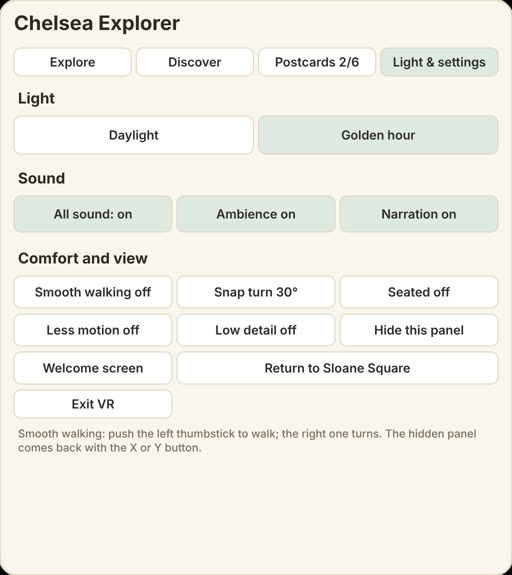 Chelsea Explorer
Explore
Discover
Postcards 2/6
Light & settings
Light
Daylight
Golden hour
Sound
All sound: on
Ambience on
Narration on
Comfort and view
Smooth walking off
Snap turn 30°
Seated off
Less motion off
Low detail off
Hide this panel
Welcome screen
Return to Sloane Square
Exit VR
Smooth walking: push the left thumbstick to walk; the right one turns. The hidden panel
comes back with the X or Y button.